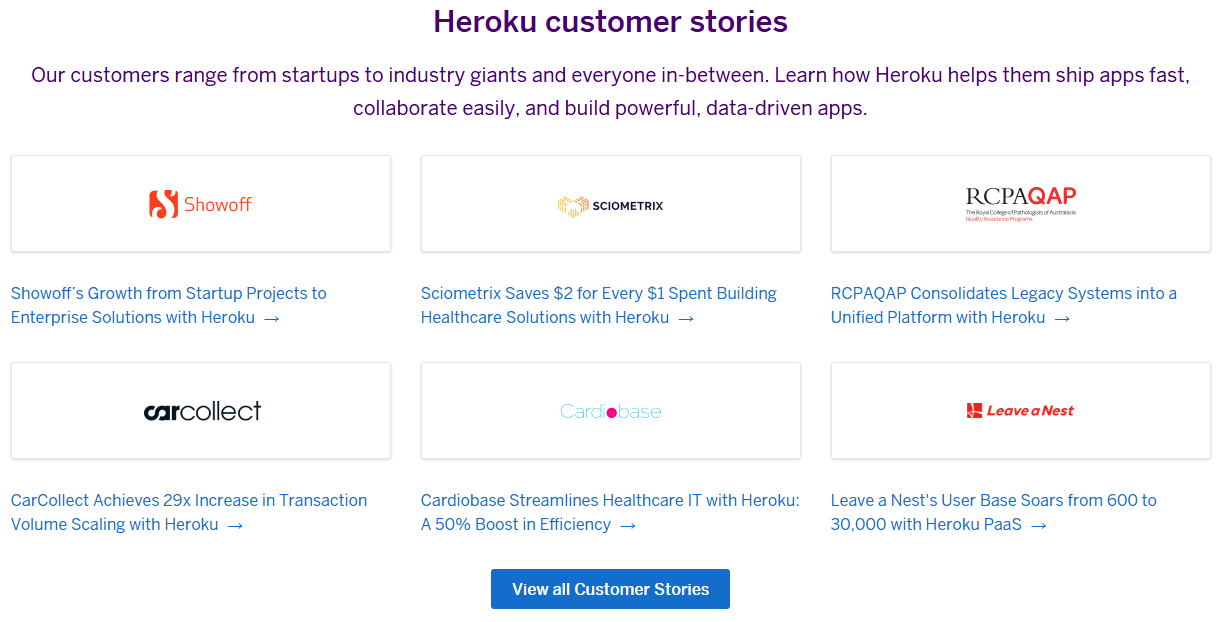 Heroku customer stories
Our customers range from startups to industry giants and everyone in-between. Learn how Heroku helps them ship apps fast,
collaborate easily, and build powerful, data-driven apps.
Showoff
SCIOMETRIX
RCPAQAP
The Royal College of Pathologists of Australasia
Quality Assurance Programs
Showoff’s Growth from Startup Projects to
Enterprise Solutions with Heroku →
Sciometrix Saves $2 for Every $1 Spent Building
Healthcare Solutions with Heroku →
RCPAQAP Consolidates Legacy Systems into a
Unified Platform with Heroku →
carcollect
Cardiobase
Leave a Nest
CarCollect Achieves 29x Increase in Transaction
Volume Scaling with Heroku →
Cardiobase Streamlines Healthcare IT with Heroku:
A 50% Boost in Efficiency →
Leave a Nest's User Base Soars from 600 to
30,000 with Heroku PaaS →
View all Customer Stories